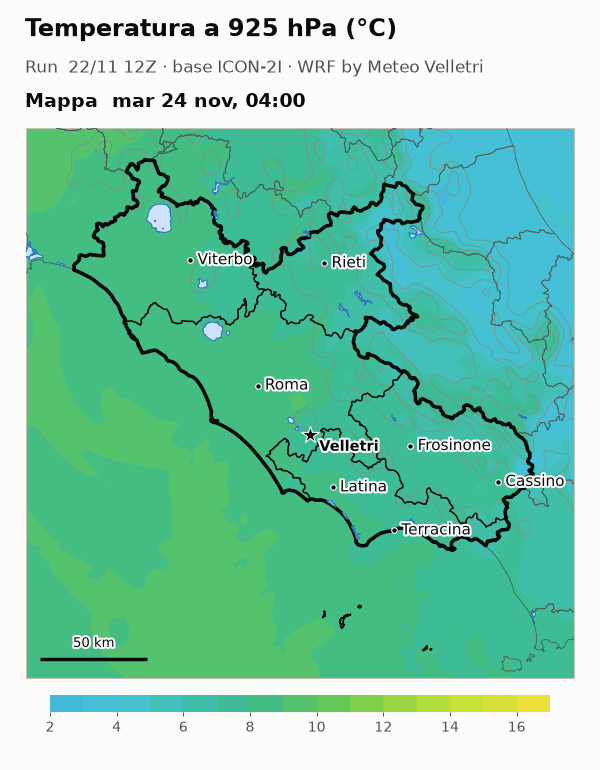 Temperatura a 925 hPa (°C)
Run 22/11 12Z · base ICON-2I · WRF by Meteo Velletri
Mappa mar 24 nov, 04:00
Viterbo
Rieti
Roma
Velletri
Frosinone
Cassino
Latina
Terracina
50 km
2 4 6 8 10 12 14 16